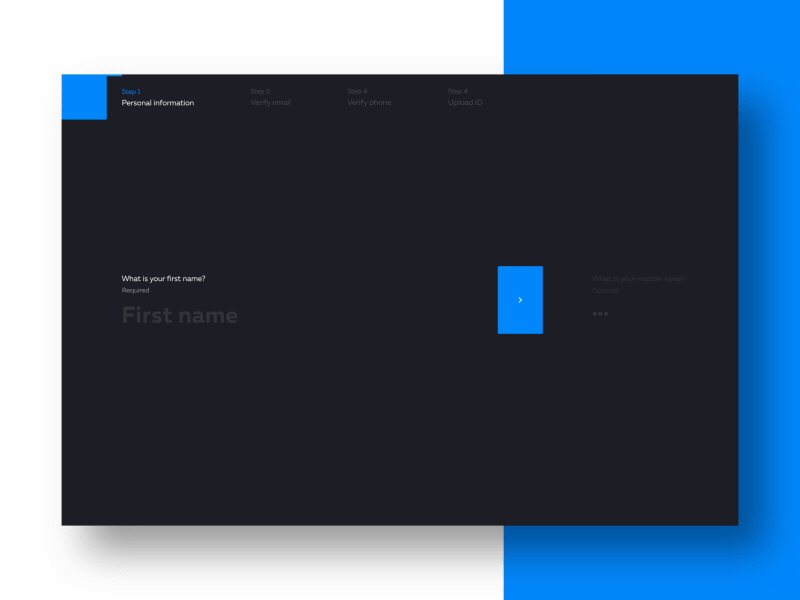 Step 1
Personal information
Step 2
Verify email
Step 4
Verify phone
Step 4
Upload ID
What is your first name?
Required
First name
What is your middle name?